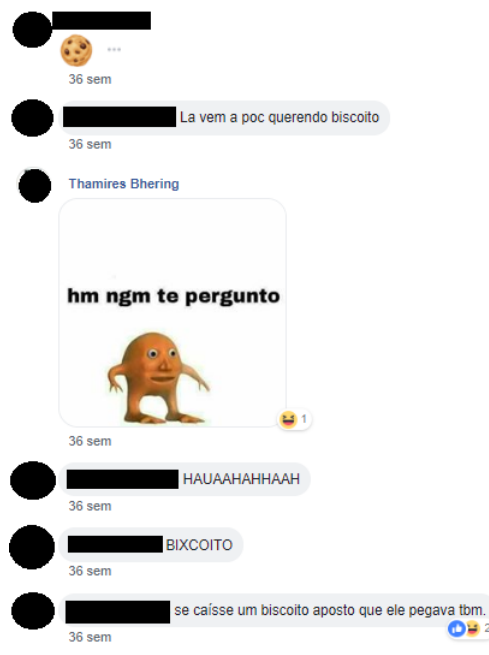 36 sem
La vem a poc querendo biscoito
36 sem
Thamires Bhering
hm ngm te pergunto
1
36 sem
HAUAAHAHHAAH
36 sem
BIXCOITO
36 sem
se caísse um biscoito aposto que ele pegava tbm.
2
36 sem